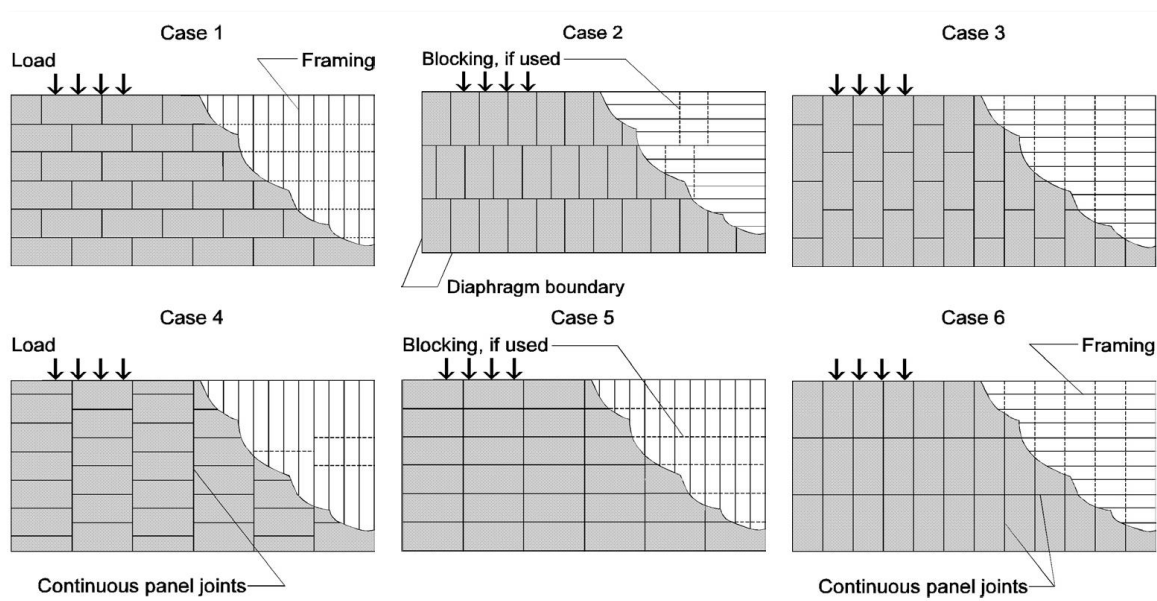 Case 1
Case 2
Case 3
Load
Framing
Blocking, if used
Diaphragm boundary
Case 4
Case 5
Case 6
Load
Blocking, if used
Framing
Continuous panel joints
Continuous panel joints